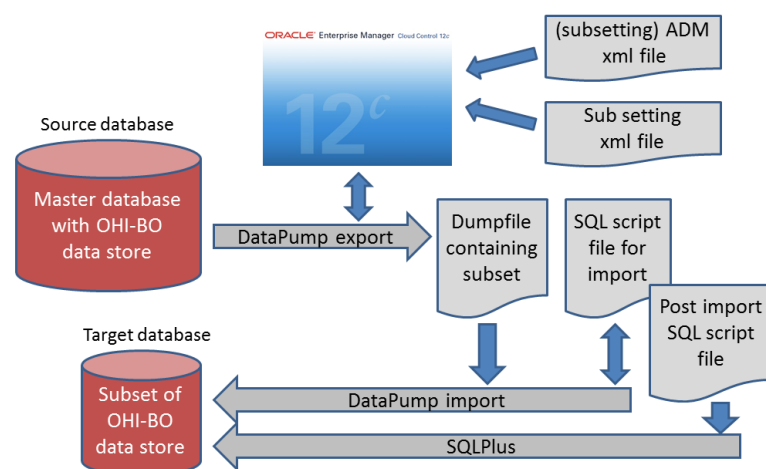 ORACLE Enterprise Manager Cloud Control 12c
12c
(subsetting) ADM
xml file
Sub setting
xml file
Source database
Master database
with OHI-BO
data store
DataPump export
Dumpfile
containing
subset
SQL script
file for
import
Post import
SQL script
file
Target database
Subset of
OHI-BO
data store
DataPump import
SQLPlus